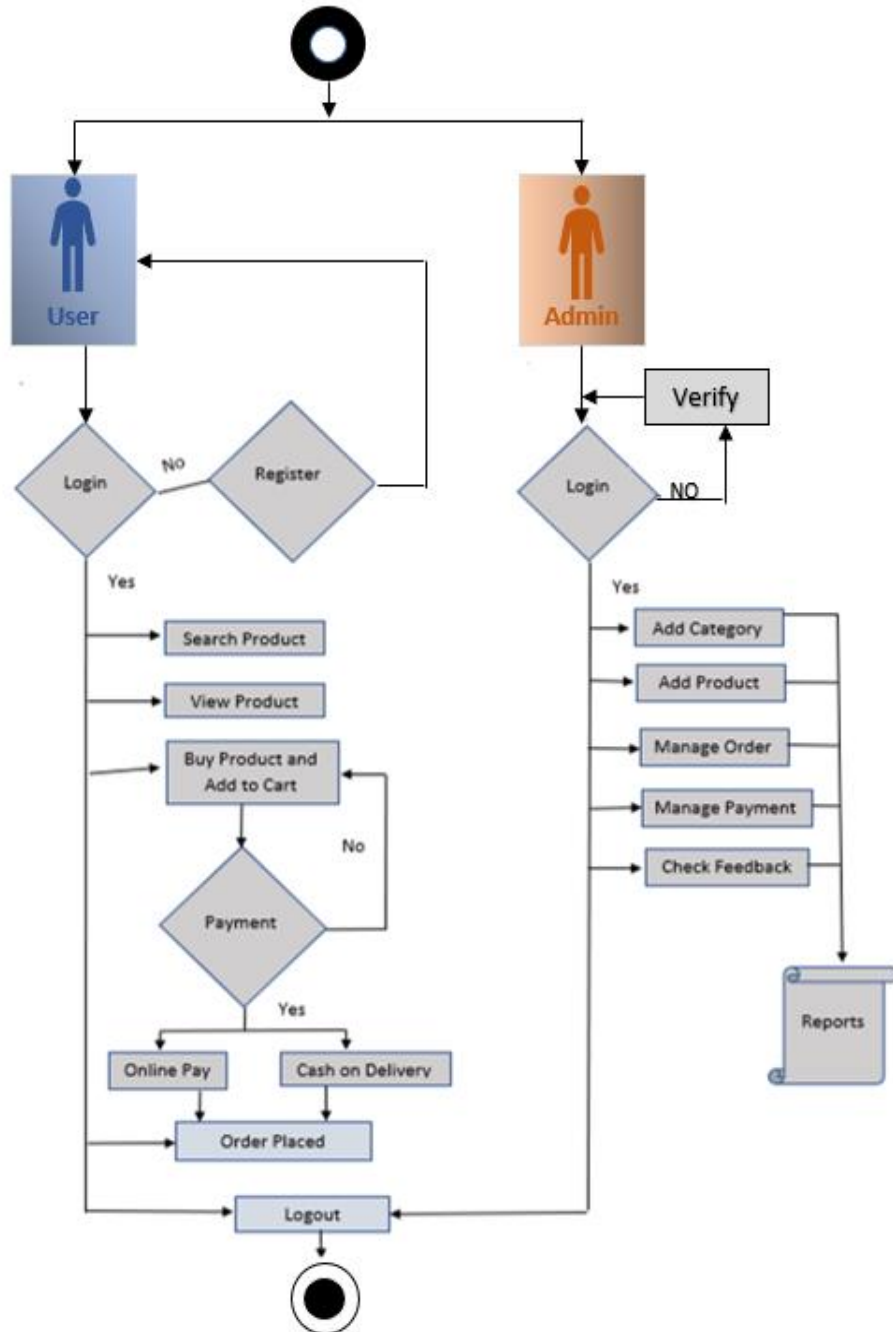 User
Admin
Verify
Login
No
Register
Login
NO
Yes
Yes
Search Product
Add Category
View Product
Add Product
Buy Product and
Add to Cart
Manage Order
Manage Payment
No
Check Feedback
Payment
Yes
Reports
Online Pay
Cash on Delivery
Order Placed
Logout